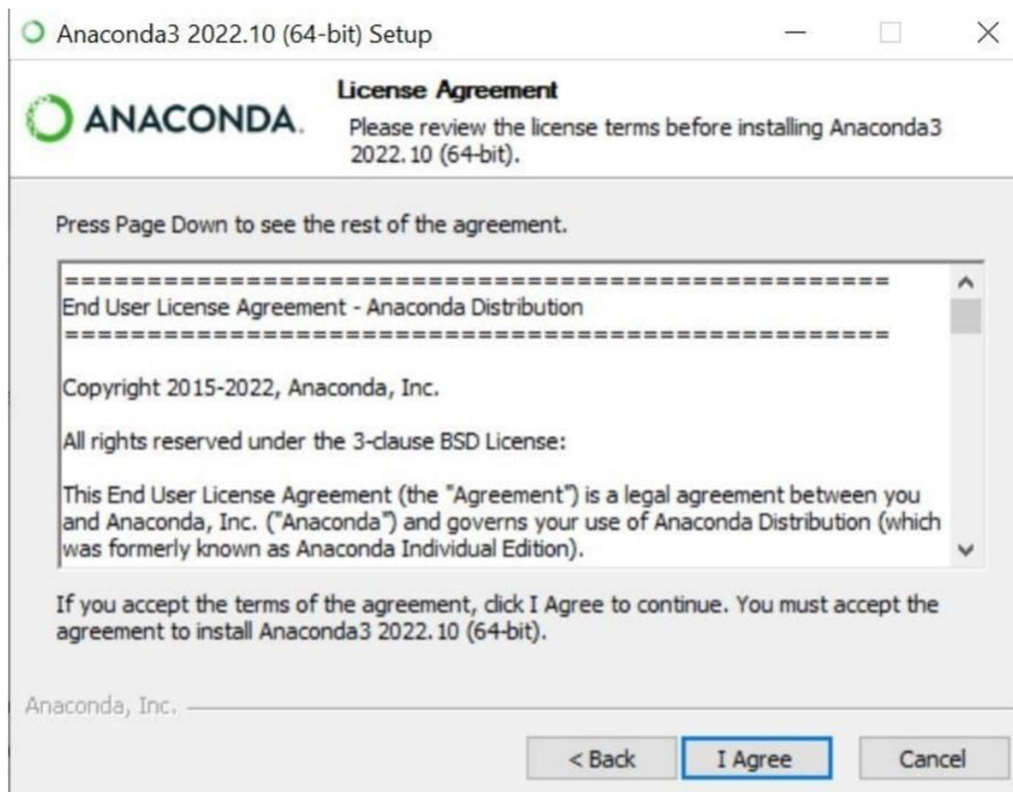 Anaconda3 2022.10 (64-bit) Setup
ANACONDA.
License Agreement
Please review the license terms before installing Anaconda3
2022.10 (64-bit).
Press Page Down to see the rest of the agreement.
==================================================
End User License Agreement - Anaconda Distribution
==================================================
Copyright 2015-2022, Anaconda, Inc.
All rights reserved under the 3-clause BSD License:
This End User License Agreement (the "Agreement") is a legal agreement between you
and Anaconda, Inc. ("Anaconda") and governs your use of Anaconda Distribution (which
was formerly known as Anaconda Individual Edition).
If you accept the terms of the agreement, click I Agree to continue. You must accept the
agreement to install Anaconda3 2022.10 (64-bit).
Anaconda, Inc.
< Back
I Agree
Cancel